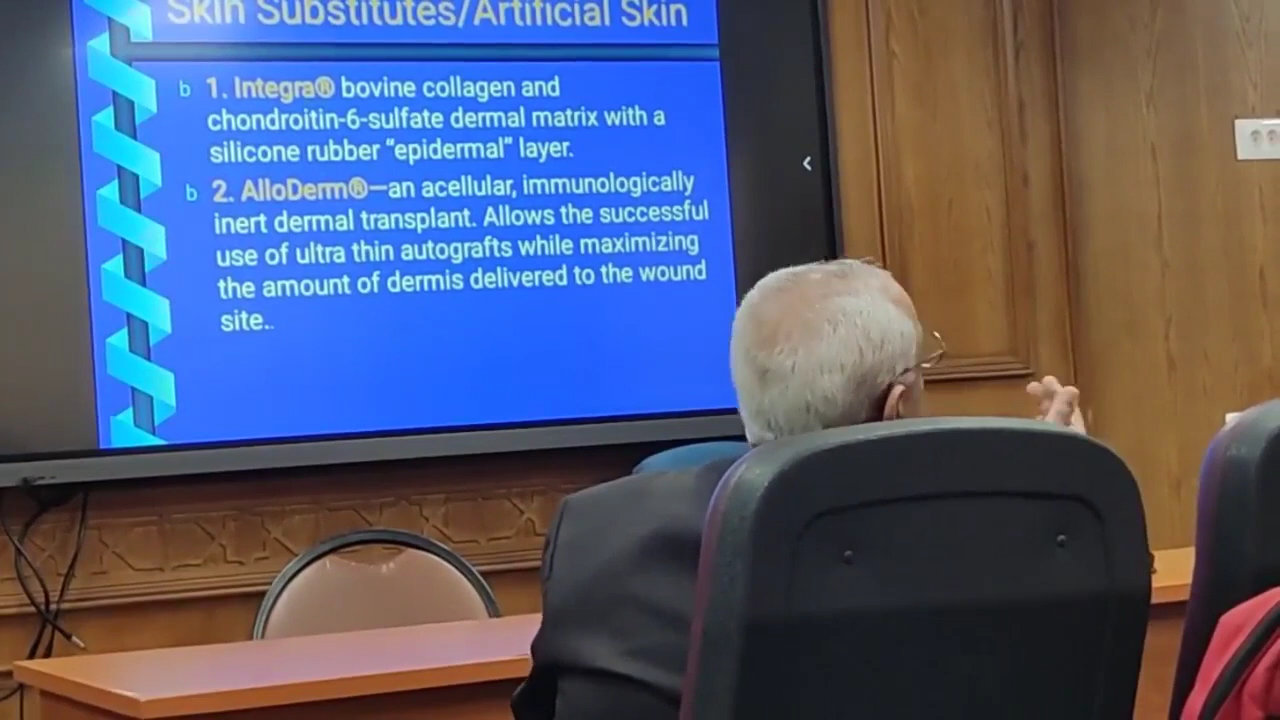 Skin Substitutes/Artificial Skin
b 1. Integra® bovine collagen and
chondroitin-6-sulfate dermal matrix with a
silicone rubber “epidermal” layer.
b 2. AlloDerm®—an acellular, immunologically
inert dermal transplant. Allows the successful
use of ultra thin autografts while maximizing
the amount of dermis delivered to the wound
site..